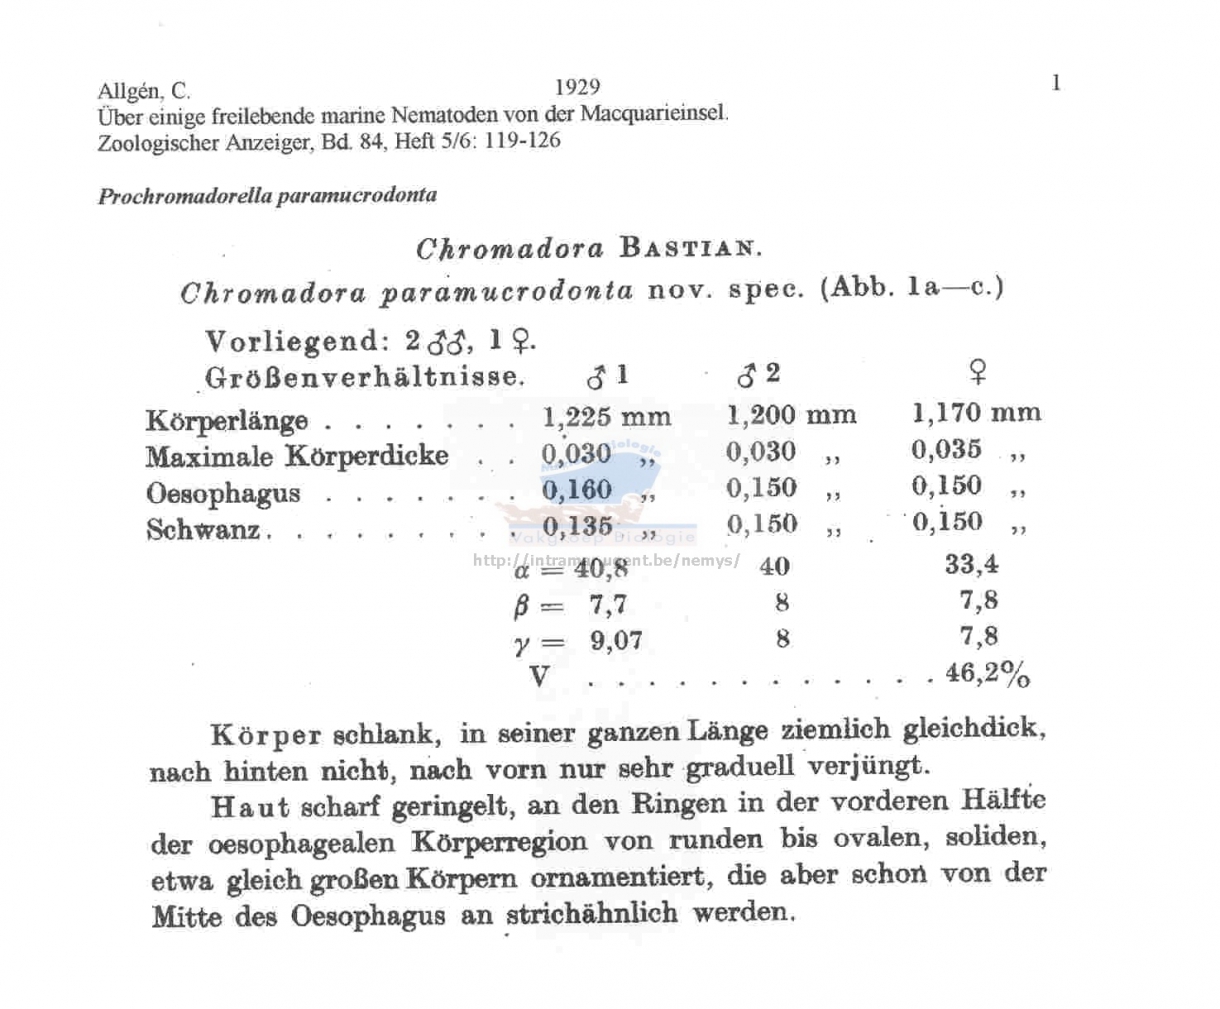 Allgén, C. 1929 1
Über einige freilebende marine Nematoden von der Macquarieinsel.
Zoologischer Anzeiger, Bd. 84, Heft 5/6: 119-126
Prochromadorella paramucrodonta
Chromadora BASTIAN.
Chromadora paramucrodonta nov. spec. (Abb. 1a—c.)
Vorliegend: 2 ♂♂, 1 ♀.
Größenverhältnisse. ♂ 1 ♂ 2 ♀
Körperlänge . . . . . . . 1,225 mm 1,200 mm 1,170 mm
Maximale Körperdicke . . 0,030 „ 0,030 „ 0,035 „
Oesophagus . . . . . . . 0,160 „ 0,150 „ 0,150 „
Schwanz . . . . . . . . . 0,135 „ 0,150 „ 0,150 „
Vakgroep Biologie
http://intramar.ugent.be/nemys/
α = 40,8 40 33,4
β = 7,7 8 7,8
γ = 9,07 8 7,8
V . . . . . . . . . . . . 46,2%
Körper schlank, in seiner ganzen Länge ziemlich gleichdick,
nach hinten nicht, nach vorn nur sehr graduell verjüngt.
Haut scharf geringelt, an den Ringen in der vorderen Hälfte
der oesophagealen Körperregion von runden bis ovalen, soliden,
etwa gleich großen Körpern ornamentiert, die aber schon von der
Mitte des Oesophagus an strichähnlich werden.